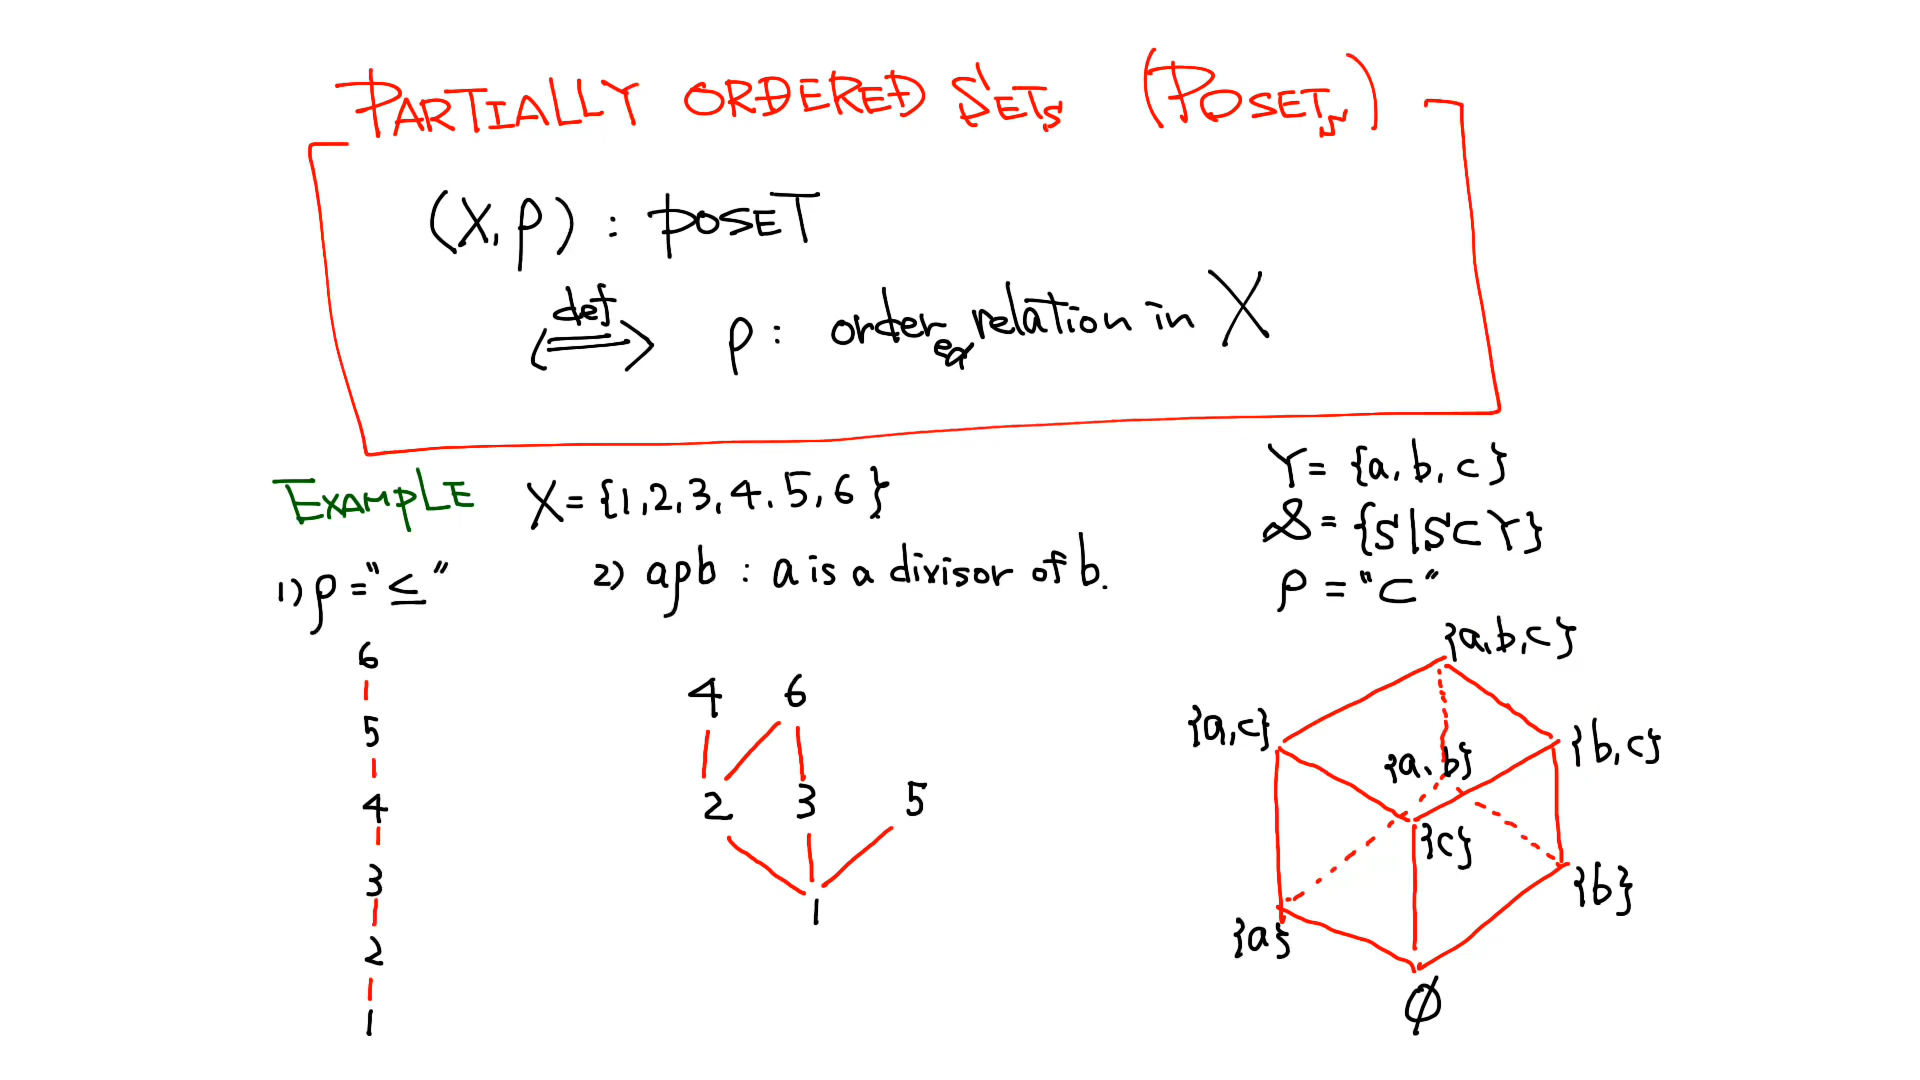 PARTIALLY ORDERED SETs (POSETs)
(X, ρ) : poseT
def
⟺ ρ : ordered relation in X
EXAMPLE X = {1, 2, 3, 4, 5, 6}
1) ρ = "≤"
6
5
4
3
2
1
2) aρb : a is a divisor of b.
4 6
2 3 5
1
Y = {a, b, c}
𝒮 = {S | S ⊂ Y}
ρ = "⊂"
{a, b, c}
{a, c} {a, b} {b, c}
{c}
{a} {b}
∅